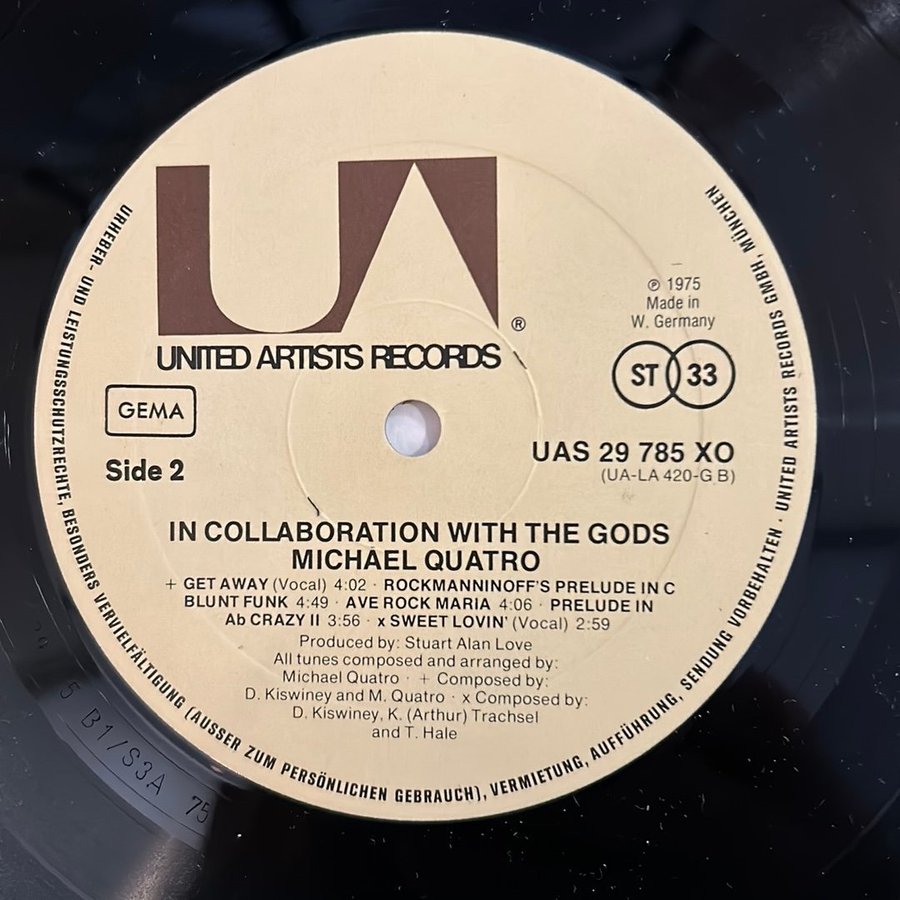 UA
®
UNITED ARTISTS RECORDS
℗ 1975
Made in
W. Germany
GEMA
ST 33
Side 2
UAS 29 785 XO
(UA-LA 420-G B)
IN COLLABORATION WITH THE GODS
MICHAEL QUATRO
+ GET AWAY (Vocal) 4:02 · ROCKMANNINOFF'S PRELUDE IN C
BLUNT FUNK 4:49 · AVE ROCK MARIA 4:06 · PRELUDE IN
Ab CRAZY II 3:56 · x SWEET LOVIN' (Vocal) 2:59
Produced by: Stuart Alan Love
All tunes composed and arranged by:
Michael Quatro · + Composed by:
D. Kiswiney and M. Quatro · x Composed by:
D. Kiswiney, K. (Arthur) Trachsel
and T. Hale
URHEBER- UND LEISTUNGSSCHUTZRECHTE, BESONDERS VERVIELFÄLTIGUNG (AUSSER ZUM PERSÖNLICHEN GEBRAUCH), VERMIETUNG, AUFFÜHRUNG, SENDUNG VORBEHALTEN · UNITED ARTISTS RECORDS GMBH, MÜNCHEN
5 B1/S3A 75